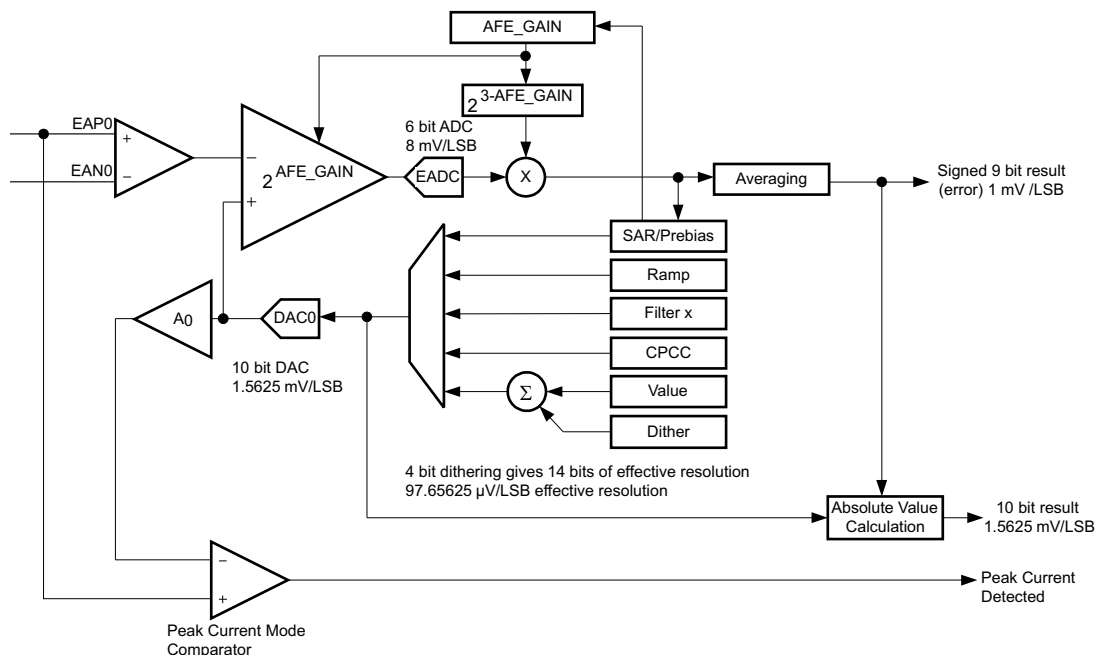 AFE_GAIN
2 3-AFE_GAIN
EAP0
+
EAN0
−
6 bit ADC
8 mV/LSB
−
2 AFE_GAIN
+
EADC
X
Averaging
Signed 9 bit result
(error) 1 mV /LSB
SAR/Prebias
Ramp
Filter x
CPCC
Value
Dither
Σ
A0
DAC0
10 bit DAC
1.5625 mV/LSB
4 bit dithering gives 14 bits of effective resolution
97.65625 μV/LSB effective resolution
Absolute Value
Calculation
10 bit result
1.5625 mV/LSB
−
+
Peak Current Mode
Comparator
Peak Current
Detected